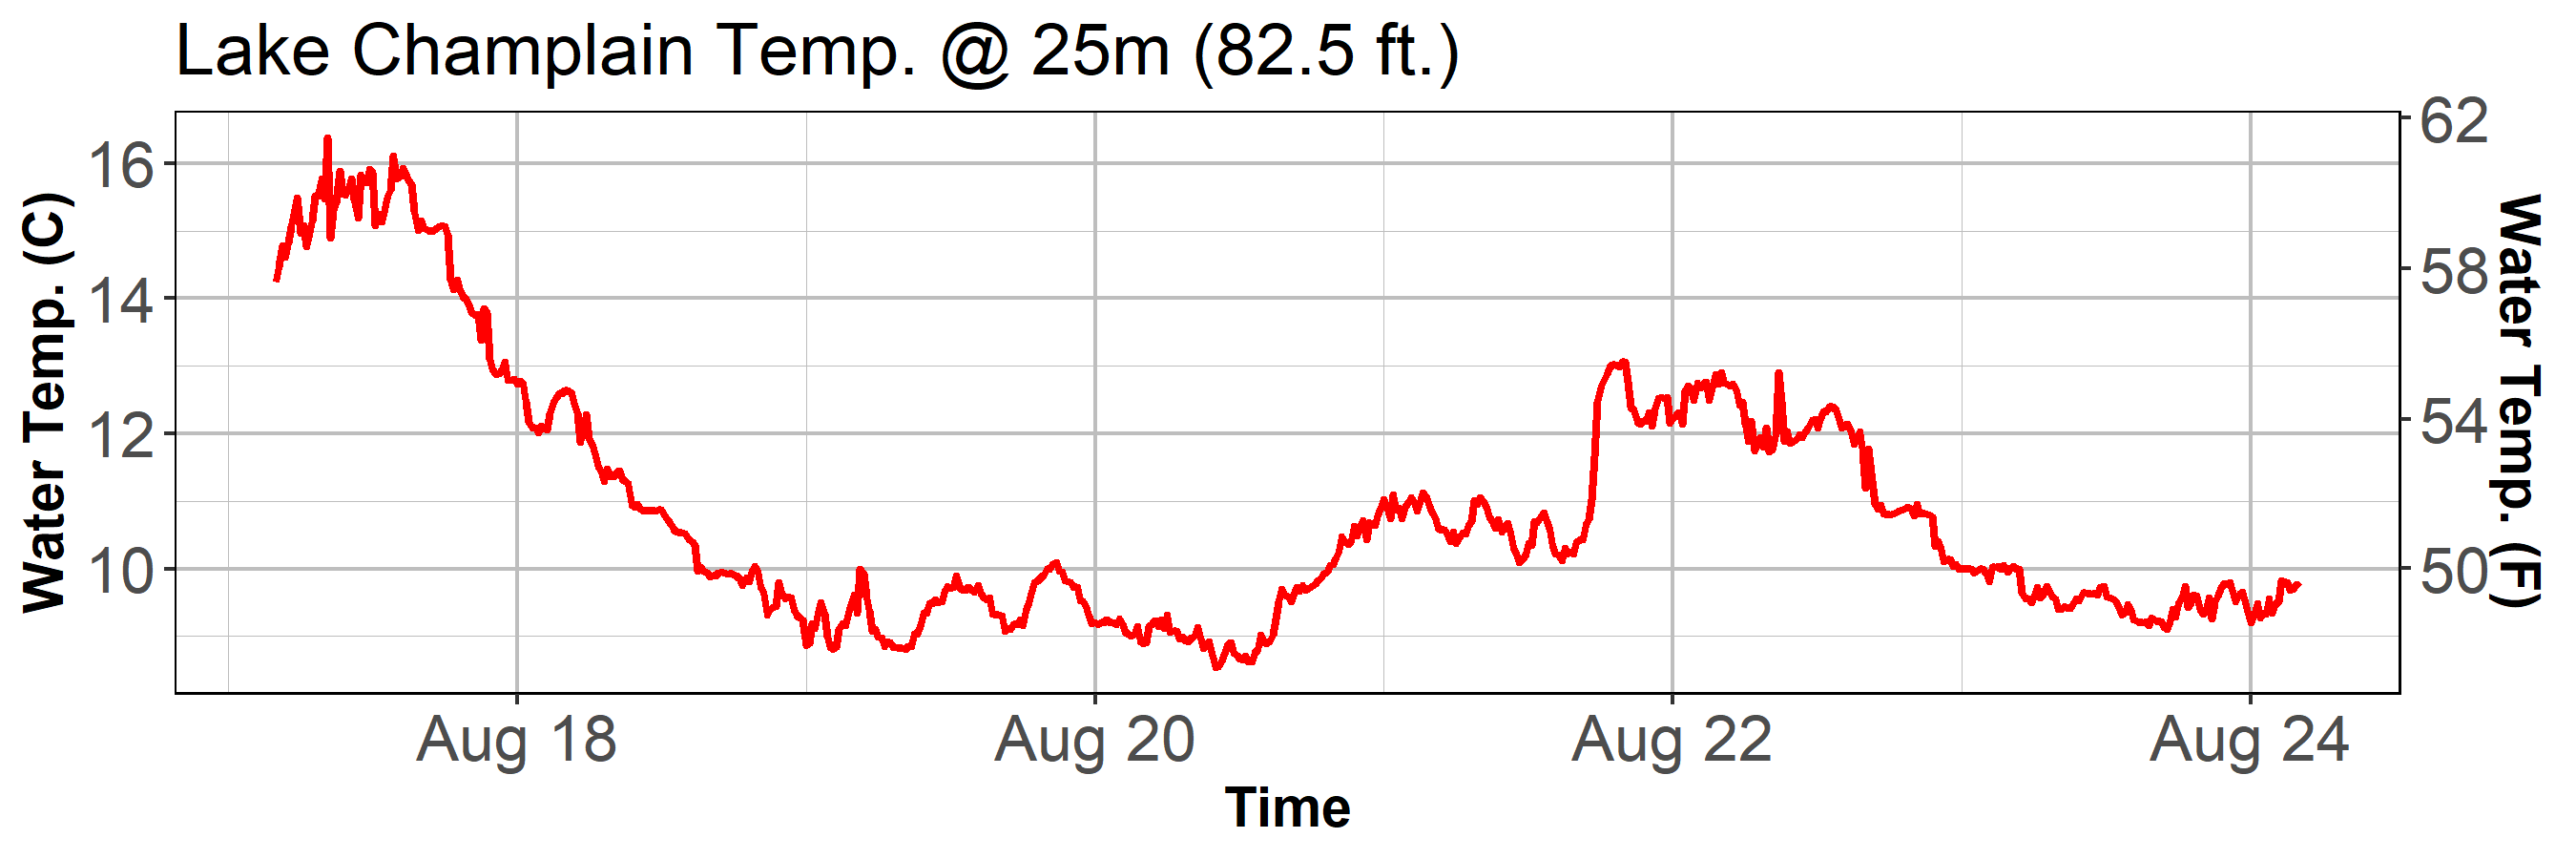 Lake Champlain Temp. @ 25m (82.5 ft.)
Water Temp. (C)
16
14
12
10
62
58
54
50
Water Temp. (F)
Aug 18
Aug 20
Aug 22
Aug 24
Time